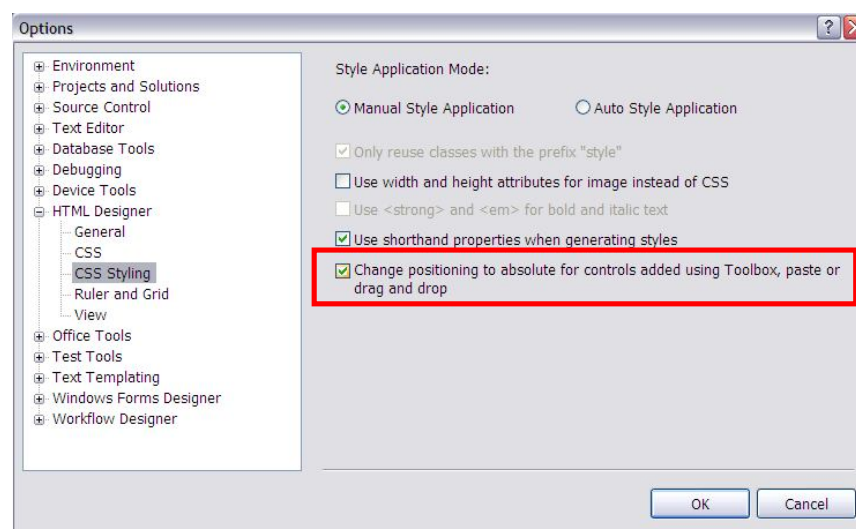 Options
?
Environment
Projects and Solutions
Source Control
Text Editor
Database Tools
Debugging
Device Tools
HTML Designer
General
CSS
CSS Styling
Ruler and Grid
View
Office Tools
Test Tools
Text Templating
Windows Forms Designer
Workflow Designer
Style Application Mode:
Manual Style Application
Auto Style Application
Only reuse classes with the prefix "style"
Use width and height attributes for image instead of CSS
Use <strong> and <em> for bold and italic text
Use shorthand properties when generating styles
Change positioning to absolute for controls added using Toolbox, paste or
drag and drop
OK
Cancel